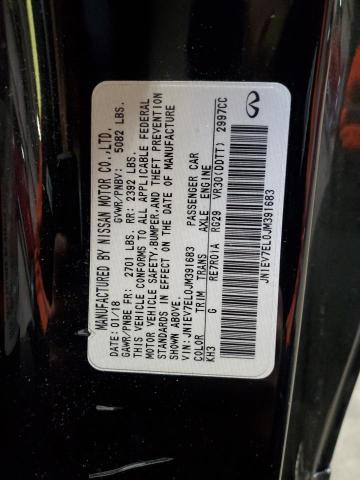 MANUFACTURED BY NISSAN MOTOR CO.,LTD.
DATE: 01/18 GVWR/PNBV: 5082 LBS.
GAWR/PNBE FR: 2701 LBS. RR: 2392 LBS.
THIS VEHICLE CONFORMS TO ALL APPLICABLE FEDERAL
MOTOR VEHICLE SAFETY,BUMPER,AND THEFT PREVENTION
STANDARDS IN EFFECT ON THE DATE OF MANUFACTURE
SHOWN ABOVE.
VIN: JN1EV7EL0JM391683 PASSENGER CAR
COLOR TRIM TRANS AXLE ENGINE
KH3 G RE7R01A RG29 VR30(DDTT) 2997CC
JN1EV7EL0JM391683